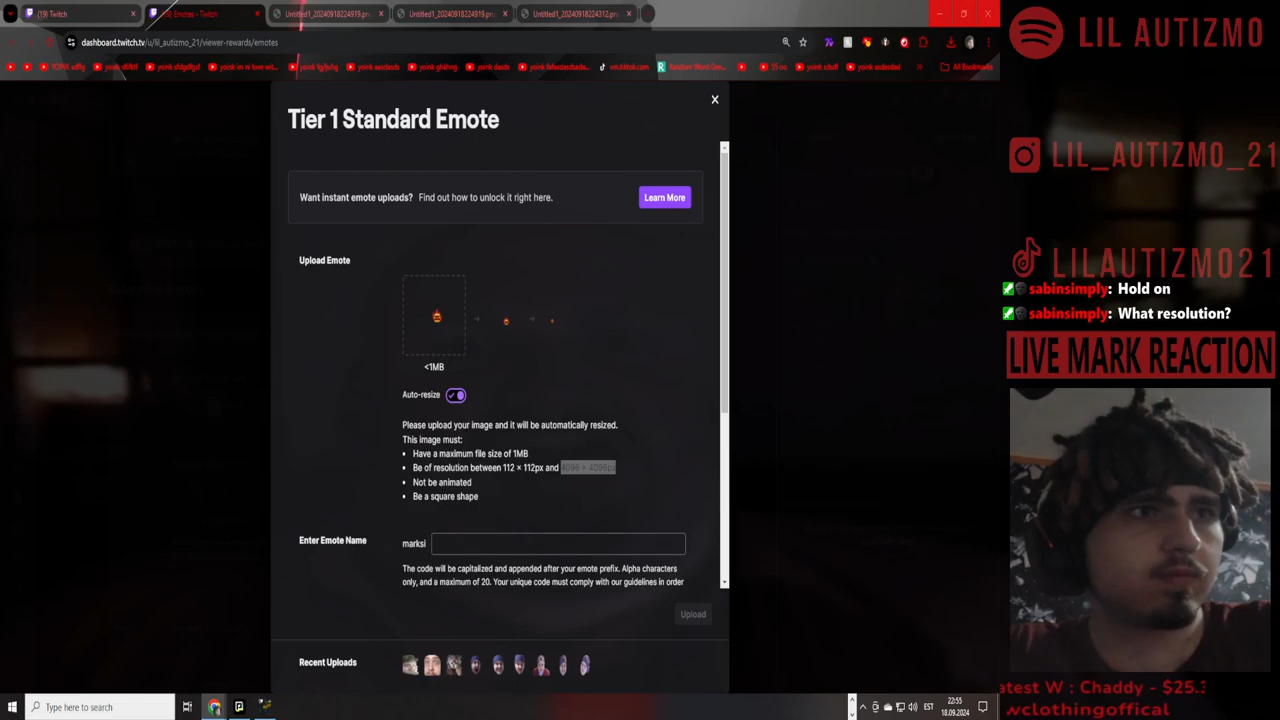 (19) Twitch
Emotes - Twitch
Untitled1_20240918224919.pn
Untitled1_20240918224919.pn
Untitled1_20240918224312.pn
dashboard.twitch.tv/u/lil_autizmo_21/viewer-rewards/emotes
vm.tiktok.com
Random Word Gen...
All Bookmarks
Tier 1 Standard Emote
Want instant emote uploads? Find out how to unlock it right here.
Learn More
Upload Emote
<1MB
Auto-resize
Please upload your image and it will be automatically resized.
This image must:
• Have a maximum file size of 1MB
• Be of resolution between 112 × 112px and 4096 × 4096px
• Not be animated
• Be a square shape
Enter Emote Name
marksi
The code will be capitalized and appended after your emote prefix. Alpha characters
only, and a maximum of 20. Your unique code must comply with our guidelines in order
Upload
Recent Uploads
LIL AUTIZMO
LIL_AUTIZMO_21
LILAUTIZMO21
sabinsimply: Hold on
sabinsimply: What resolution?
LIVE MARK REACTION
atest W : Chaddy - $25.
wclothingoffical
Type here to search
EST
22:55
18.09.2024